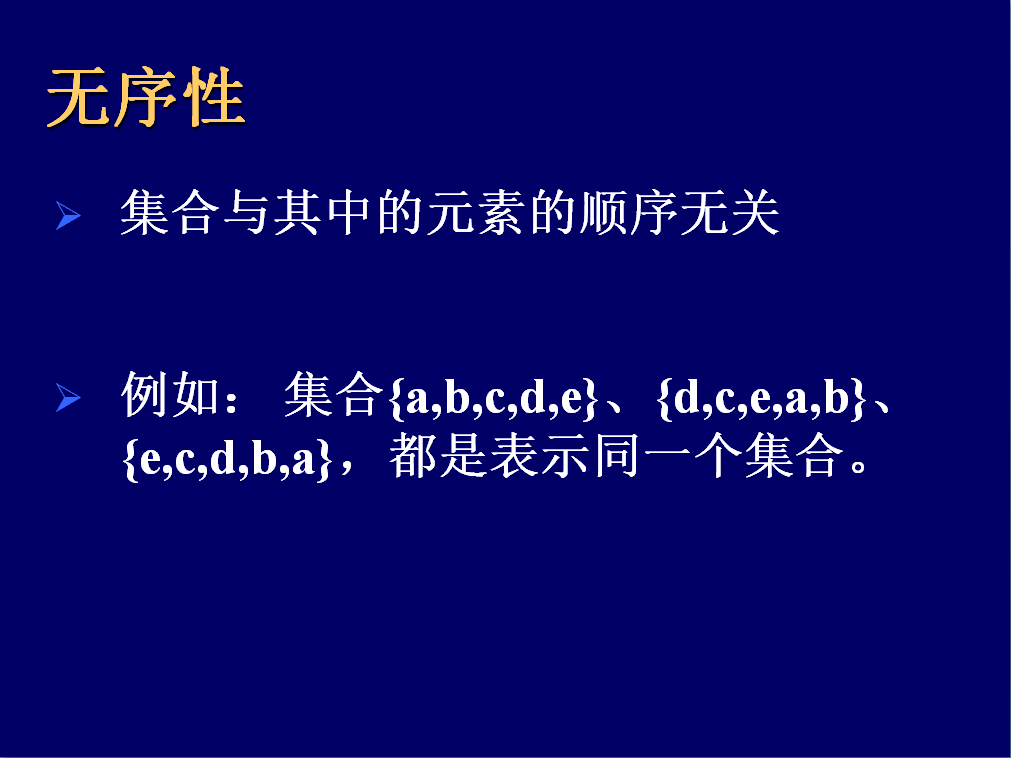 无序性
集合与其中的元素的顺序无关
例如： 集合{a,b,c,d,e}、{d,c,e,a,b}、
{e,c,d,b,a}，都是表示同一个集合。